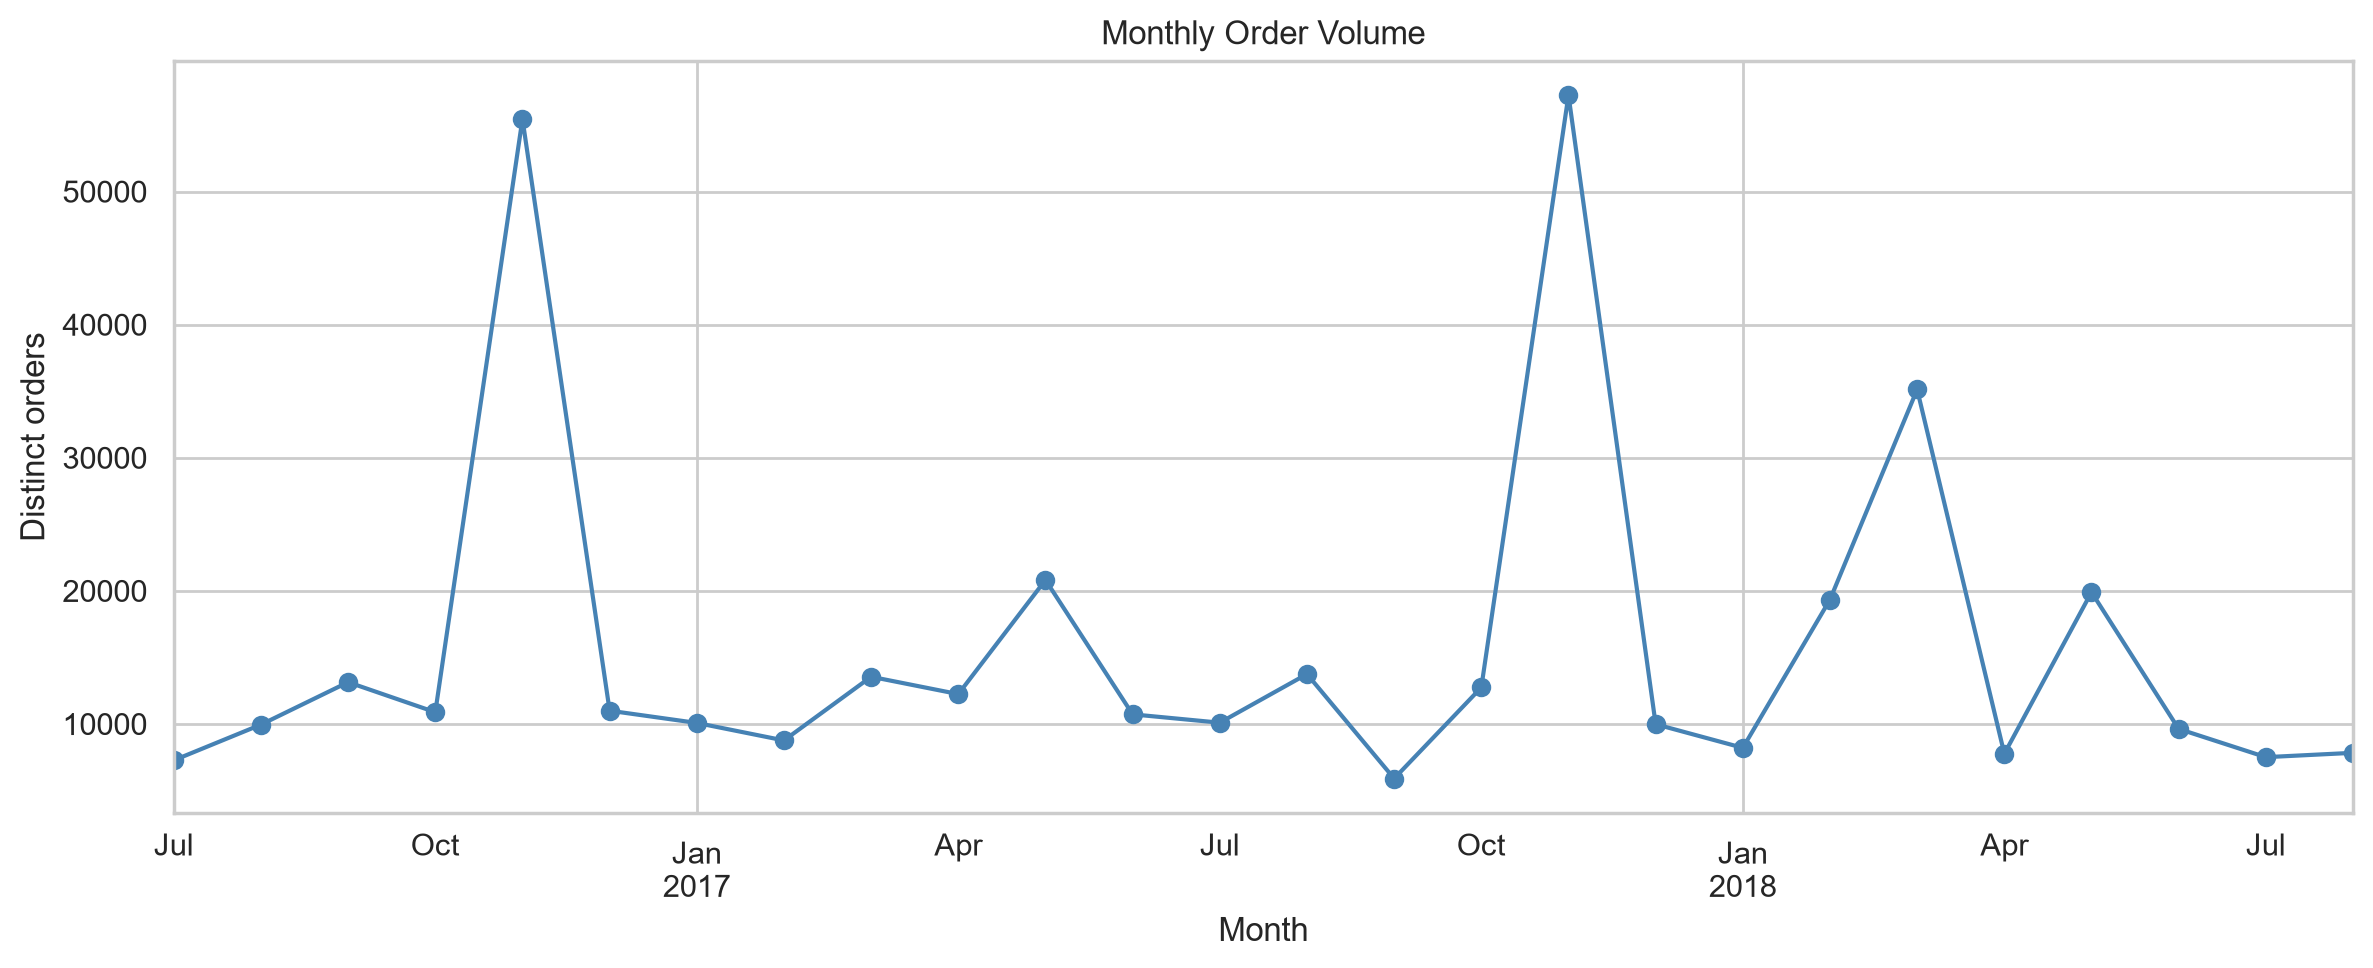 Monthly Order Volume
Distinct orders
50000
40000
30000
20000
10000
Jul Oct Jan Apr Jul Oct Jan Apr Jul
2017 2018
Month